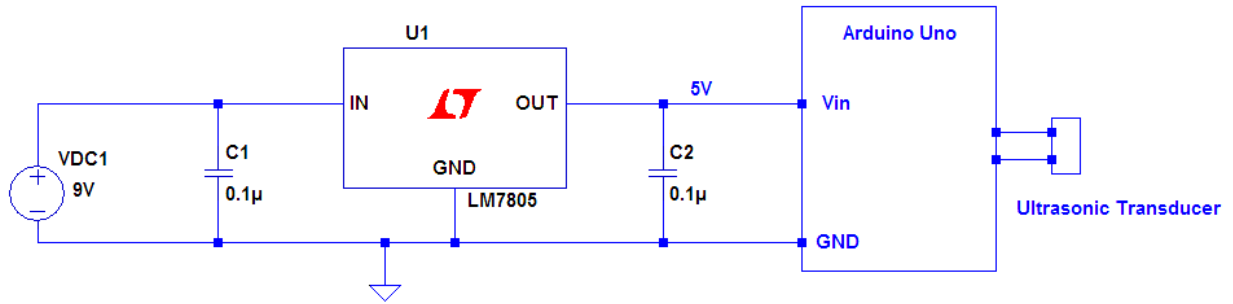 U1
Arduino Uno
IN
OUT
5V
Vin
VDC1
9V
C1
0.1µ
GND
LM7805
C2
0.1µ
Ultrasonic Transducer
GND